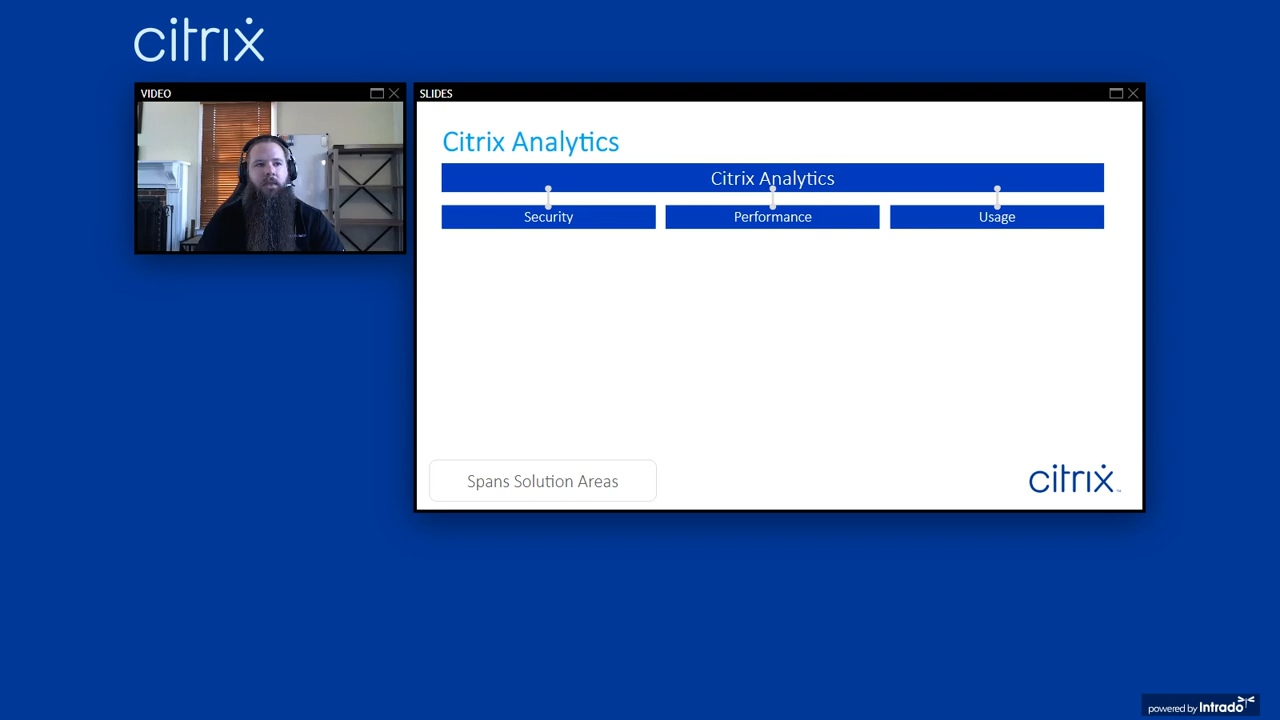 citrix
VIDEO
SLIDES
Citrix Analytics
Citrix Analytics
Security
Performance
Usage
Spans Solution Areas
citrix
powered by Intrado